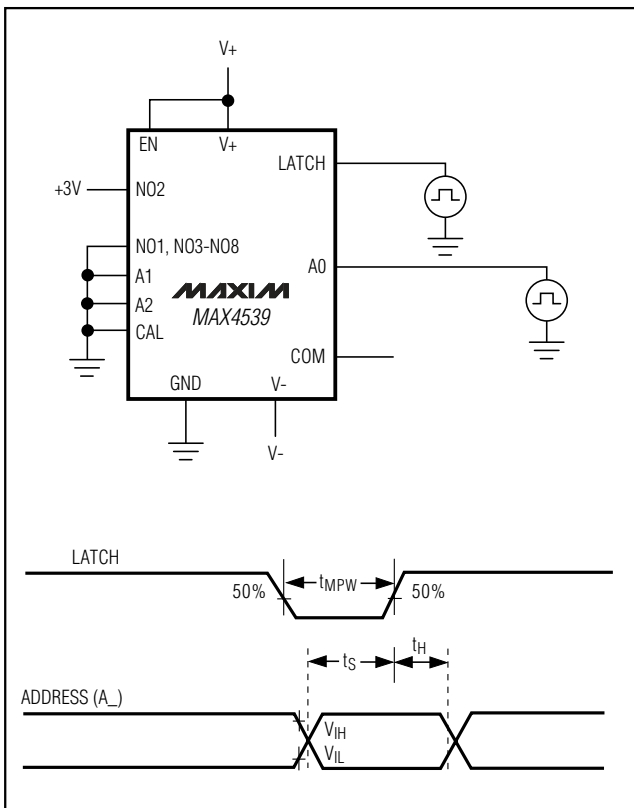 V+
EN
V+
LATCH
+3V
NO2
NO1, NO3-NO8
A0
A1
MAXIM
A2
MAX4539
CAL
COM
GND
V-
V-
LATCH
50%
tMPW
50%
tS
tH
ADDRESS (A_)
VIH
VIL